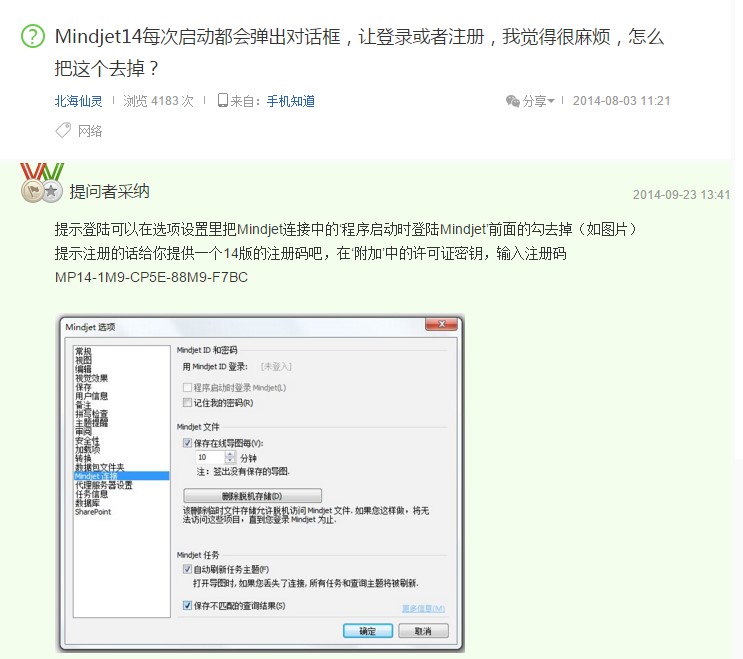 Mindjet14每次启动都会弹出对话框，让登录或者注册，我觉得很麻烦，怎么
把这个去掉？
北海仙灵 | 浏览 4183 次 | 来自：手机知道 分享 | 2014-08-03 11:21
网络
提问者采纳 2014-09-23 13:41
提示登陆可以在选项设置里把Mindjet连接中的‘程序启动时登陆Mindjet’前面的勾去掉（如图片）
提示注册的话给你提供一个14版的注册码吧，在‘附加’中的许可证密钥，输入注册码
MP14-1M9-CP5E-88M9-F7BC
Mindjet 选项
常规
视图
编辑
视觉效果
保存
用户信息
备注
拼写检查
主题提醒
审阅
安全性
加载项
转换
数据包文件夹
Mindjet 连接
代理服务器设置
任务信息
数据库
SharePoint
Mindjet ID 和密码
用 Mindjet ID 登录： [未登入]
程序启动时登录 Mindjet(L)
记住我的密码(R)
Mindjet 文件
保存在线导图每(V):
10 分钟
注：签出没有保存的导图.
删除脱机存储(D)
该删除临时文件存储允许脱机访问 Mindjet 文件. 如果您这样做，将无
法访问这些项目，直到您登录 Mindjet 为止.
Mindjet 任务
自动刷新任务主题(F)
打开导图时, 如果您丢失了连接, 所有任务和查询主题将被刷新.
保存不匹配的查询结果(S)
更多信息(M)
确定 取消